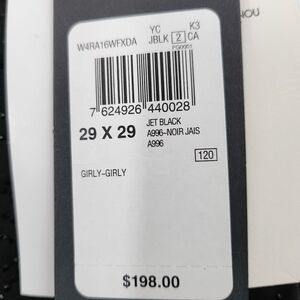 YC K3
W4RA16WFXDA JBLK 2 CA
PG0001
7 624926 440028
29 X 29
JET BLACK
A996-NOIR JAIS
A996
120
GIRLY-GIRLY
$198.00